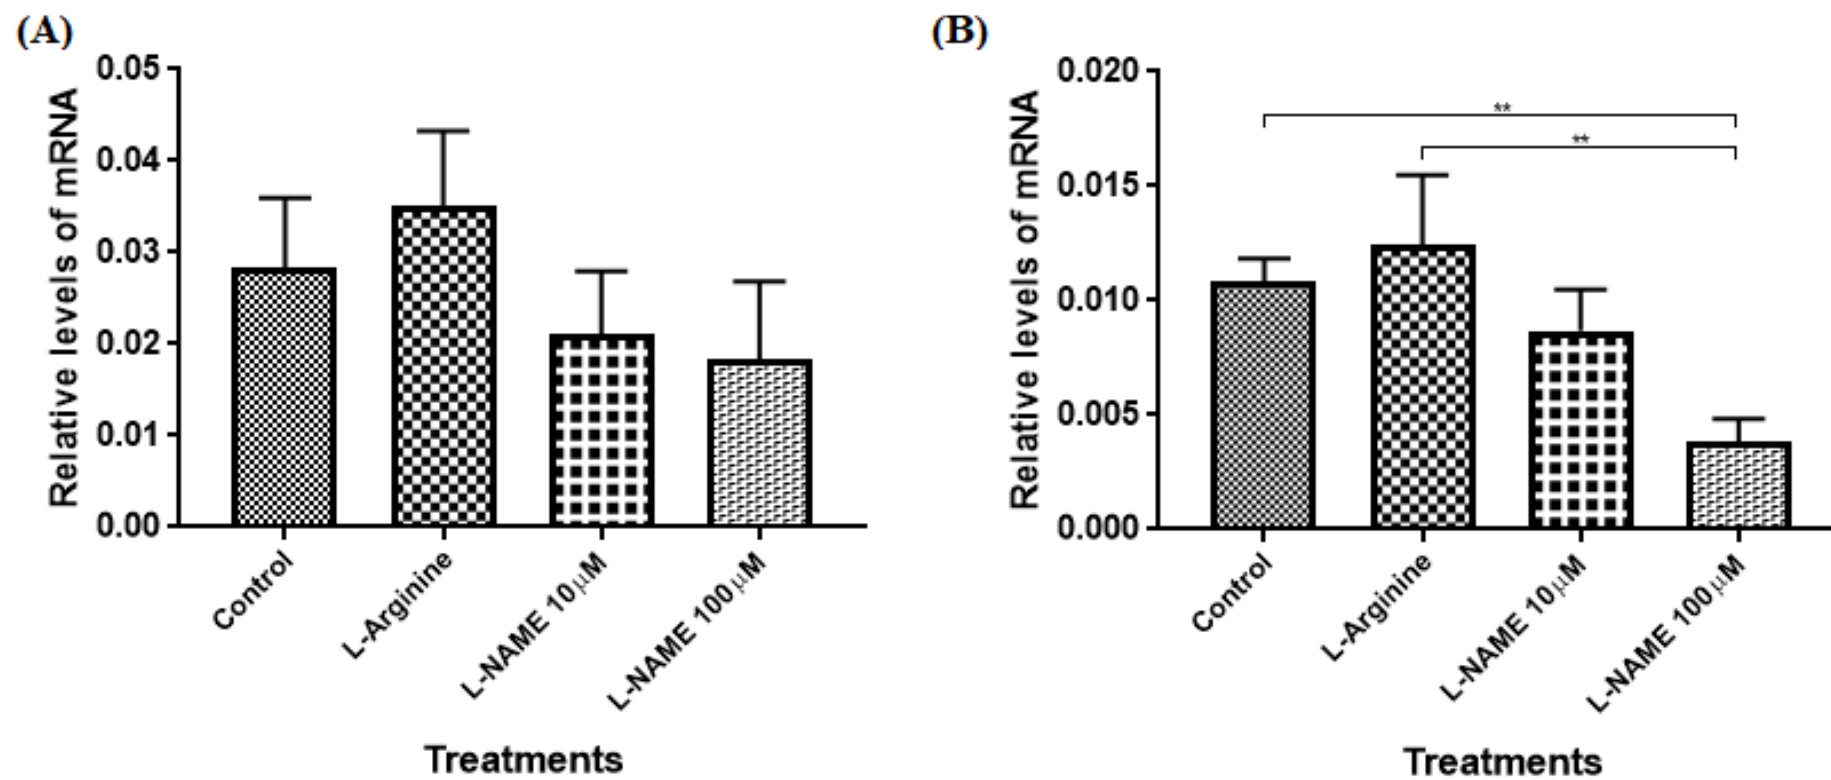 (A)
Relative levels of mRNA
0.05
0.04
0.03
0.02
0.01
0.00
Control
L-Arginine
L-NAME 10μM
L-NAME 100μM
Treatments
(B)
Relative levels of mRNA
0.020
0.015
0.010
0.005
0.000
**
**
Control
L-Arginine
L-NAME 10μM
L-NAME 100μM
Treatments